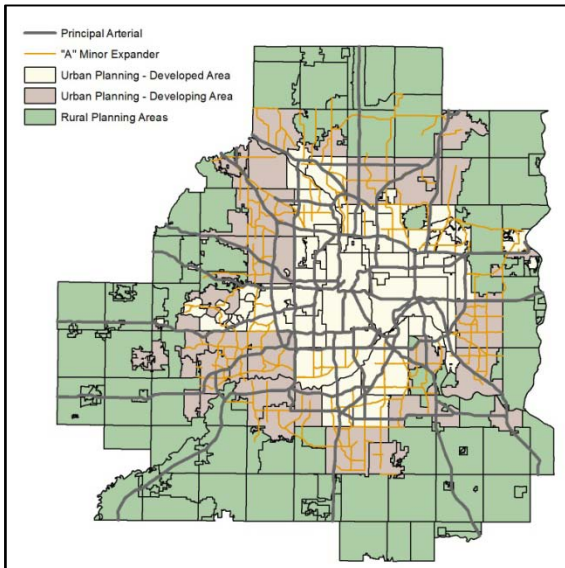 Principal Arterial
"A" Minor Expander
Urban Planning - Developed Area
Urban Planning - Developing Area
Rural Planning Areas